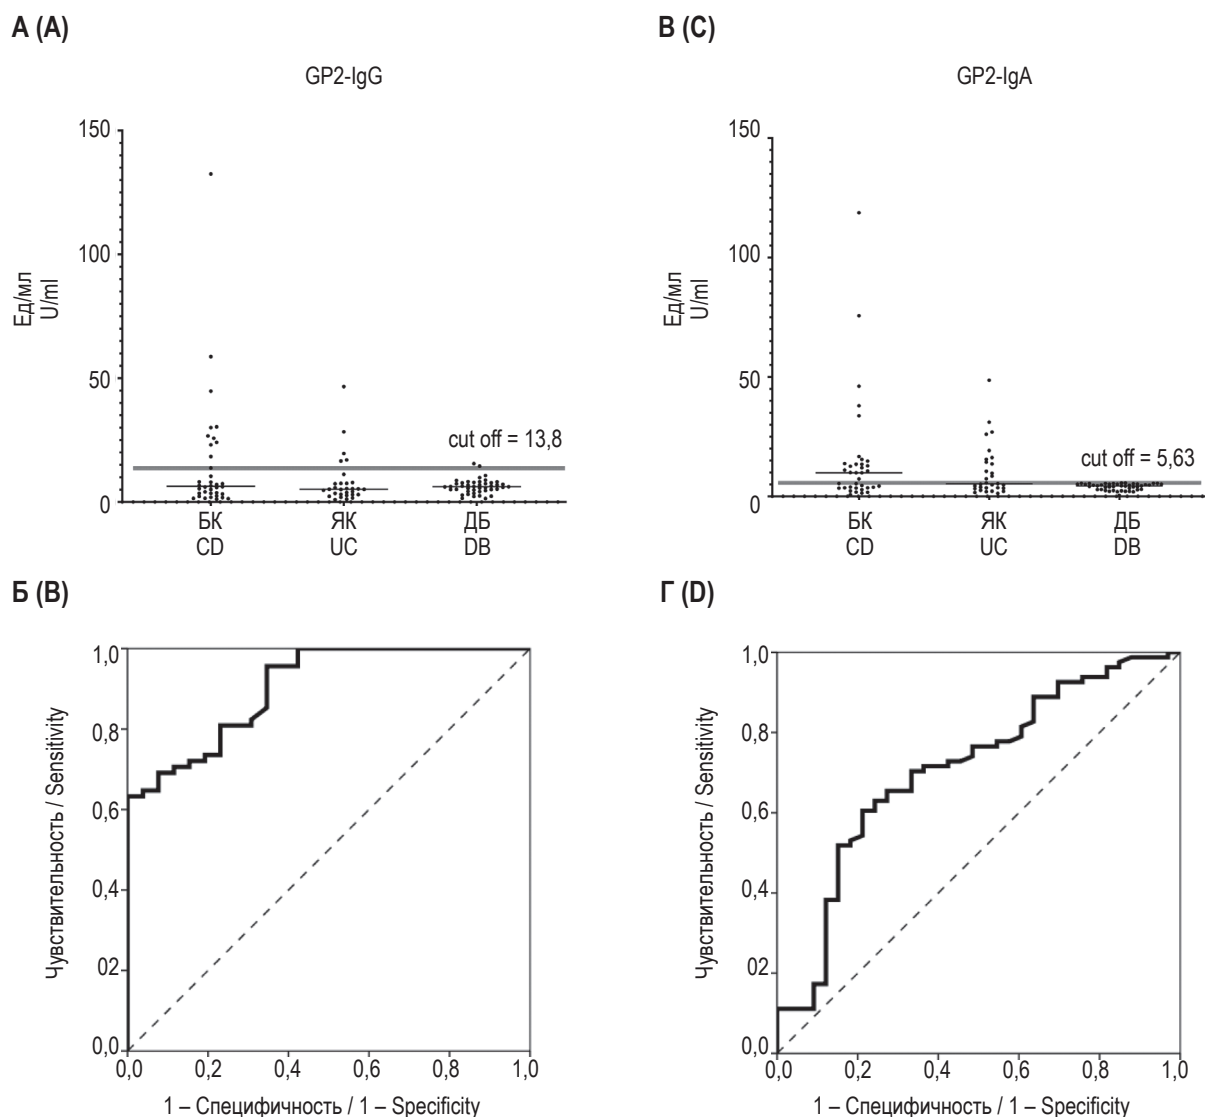 А (A)
GP2-IgG
150
100
50
0
Ед/мл
U/ml
cut off = 13,8
БК
CD
ЯК
UC
ДБ
DB
В (C)
GP2-IgA
150
100
50
0
Ед/мл
U/ml
cut off = 5,63
БК
CD
ЯК
UC
ДБ
DB
Б (B)
1,0
0,8
0,6
0,4
02
0,0
Чувствительность / Sensitivity
0,0 0,2 0,4 0,6 0,8 1,0
1 – Специфичность / 1 – Specificity
Г (D)
1,0
0,8
0,6
0,4
02
0,0
Чувствительность / Sensitivity
0,0 0,2 0,4 0,6 0,8 1,0
1 – Специфичность / 1 – Specificity